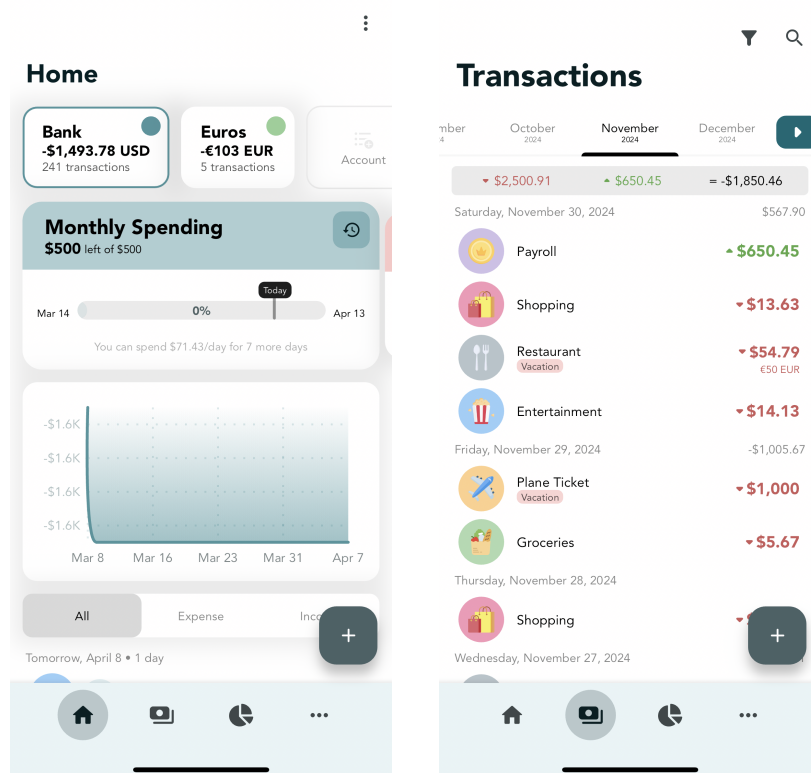 Home
Bank
-$1,493.78 USD
241 transactions
Euros
-€103 EUR
5 transactions
Account
Monthly Spending
$500 left of $500
Today
Mar 14
0%
Apr 13
You can spend $71.43/day for 7 more days
-$1.6K
-$1.6K
-$1.6K
-$1.6K
Mar 8 Mar 16 Mar 23 Mar 31 Apr 7
All Expense Inco
+
Tomorrow, April 8 • 1 day
Transactions
mber October November December
4 2024 2024 2024
$2,500.91 $650.45 = -$1,850.46
Saturday, November 30, 2024 $567.90
Payroll $650.45
Shopping $13.63
Restaurant $54.79
Vacation €50 EUR
Entertainment $14.13
Friday, November 29, 2024 -$1,005.67
Plane Ticket $1,000
Vacation
Groceries $5.67
Thursday, November 28, 2024
Shopping
+
Wednesday, November 27, 2024